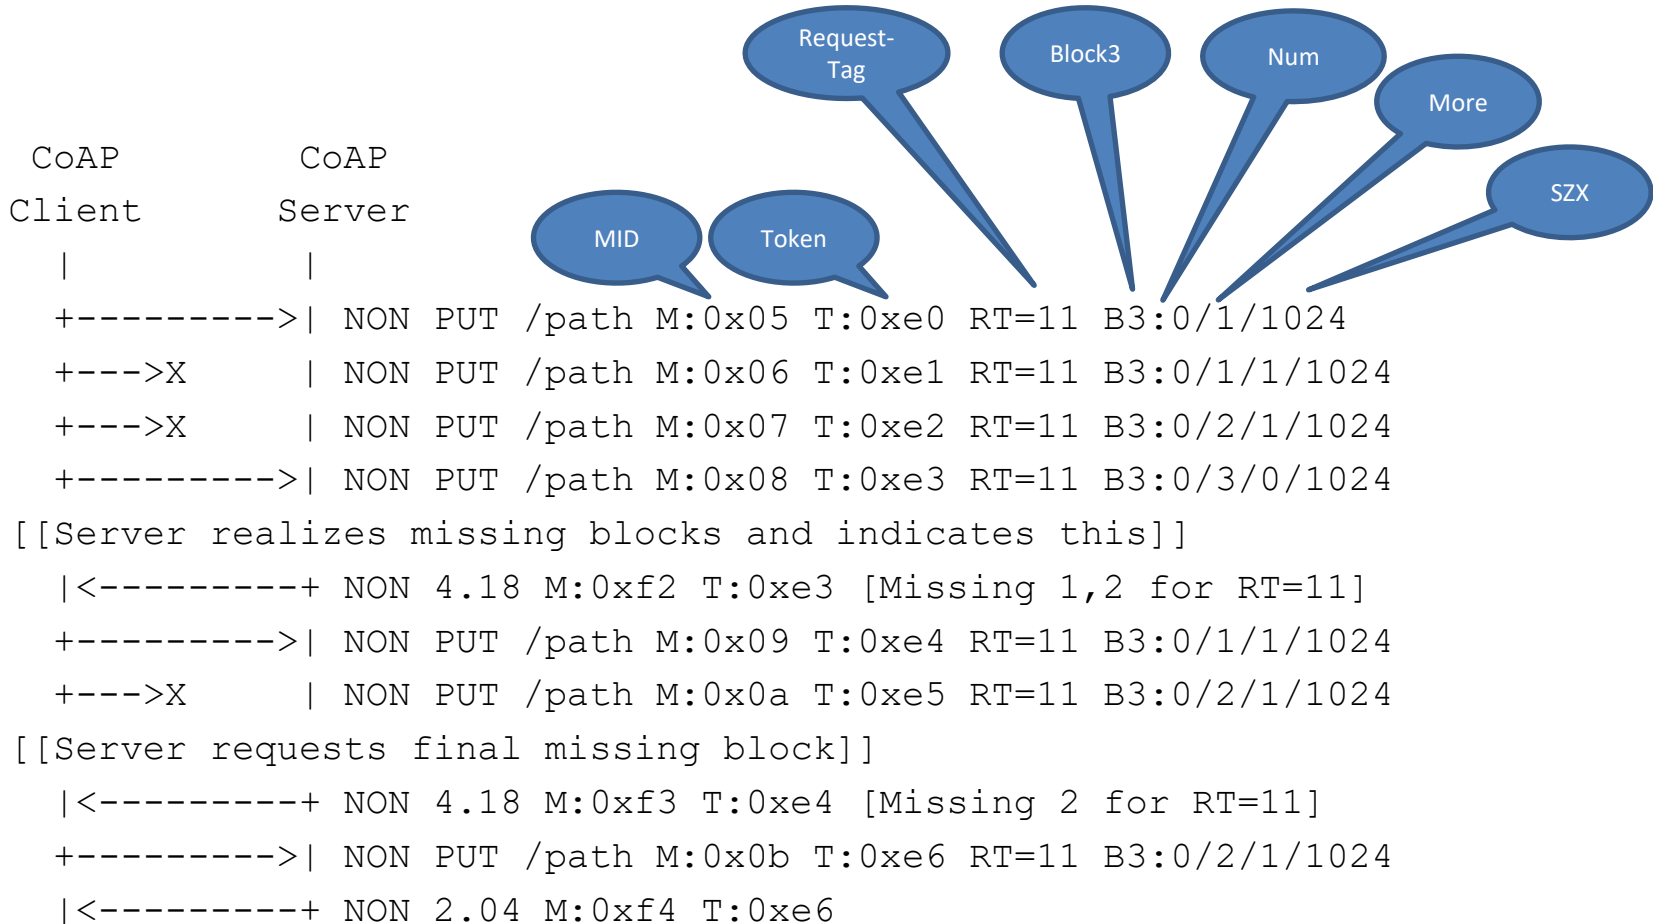 Request-
Tag
Block3
Num
More
SZX
MID
Token
CoAP CoAP
Client Server
| |
+--------->| NON PUT /path M:0x05 T:0xe0 RT=11 B3:0/1/1024
+--->X | NON PUT /path M:0x06 T:0xe1 RT=11 B3:0/1/1/1024
+--->X | NON PUT /path M:0x07 T:0xe2 RT=11 B3:0/2/1/1024
+--------->| NON PUT /path M:0x08 T:0xe3 RT=11 B3:0/3/0/1024
[[Server realizes missing blocks and indicates this]]
|<---------+ NON 4.18 M:0xf2 T:0xe3 [Missing 1,2 for RT=11]
+--------->| NON PUT /path M:0x09 T:0xe4 RT=11 B3:0/1/1/1024
+--->X | NON PUT /path M:0x0a T:0xe5 RT=11 B3:0/2/1/1024
[[Server requests final missing block]]
|<---------+ NON 4.18 M:0xf3 T:0xe4 [Missing 2 for RT=11]
+--------->| NON PUT /path M:0x0b T:0xe6 RT=11 B3:0/2/1/1024
|<---------+ NON 2.04 M:0xf4 T:0xe6